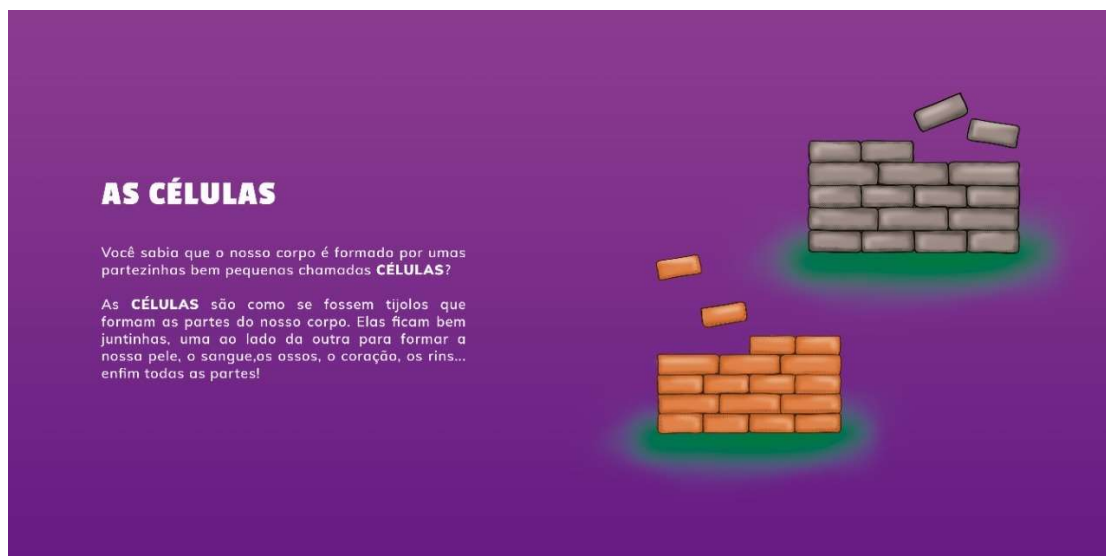 AS CÉLULAS
Você sabia que o nosso corpo é formado por umas
partezinhas bem pequenas chamadas CÉLULAS?
As CÉLULAS são como se fossem tijolos que
formam as partes do nosso corpo. Elas ficam bem
juntinhas, uma ao lado da outra para formar a
nossa pele, o sangue,os ossos, o coração, os rins...
enfim todas as partes!